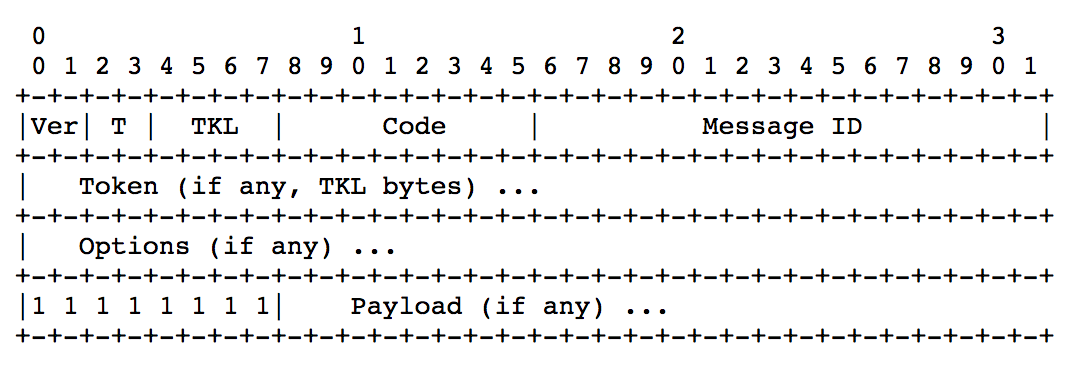 0                   1                   2                   3
 0 1 2 3 4 5 6 7 8 9 0 1 2 3 4 5 6 7 8 9 0 1 2 3 4 5 6 7 8 9 0 1
+-+-+-+-+-+-+-+-+-+-+-+-+-+-+-+-+-+-+-+-+-+-+-+-+-+-+-+-+-+-+-+-+
|Ver| T |  TKL  |      Code     |          Message ID           |
+-+-+-+-+-+-+-+-+-+-+-+-+-+-+-+-+-+-+-+-+-+-+-+-+-+-+-+-+-+-+-+-+
|   Token (if any, TKL bytes) ...
+-+-+-+-+-+-+-+-+-+-+-+-+-+-+-+-+-+-+-+-+-+-+-+-+-+-+-+-+-+-+-+-+
|   Options (if any) ...
+-+-+-+-+-+-+-+-+-+-+-+-+-+-+-+-+-+-+-+-+-+-+-+-+-+-+-+-+-+-+-+-+
|1 1 1 1 1 1 1 1|    Payload (if any) ...
+-+-+-+-+-+-+-+-+-+-+-+-+-+-+-+-+-+-+-+-+-+-+-+-+-+-+-+-+-+-+-+-+